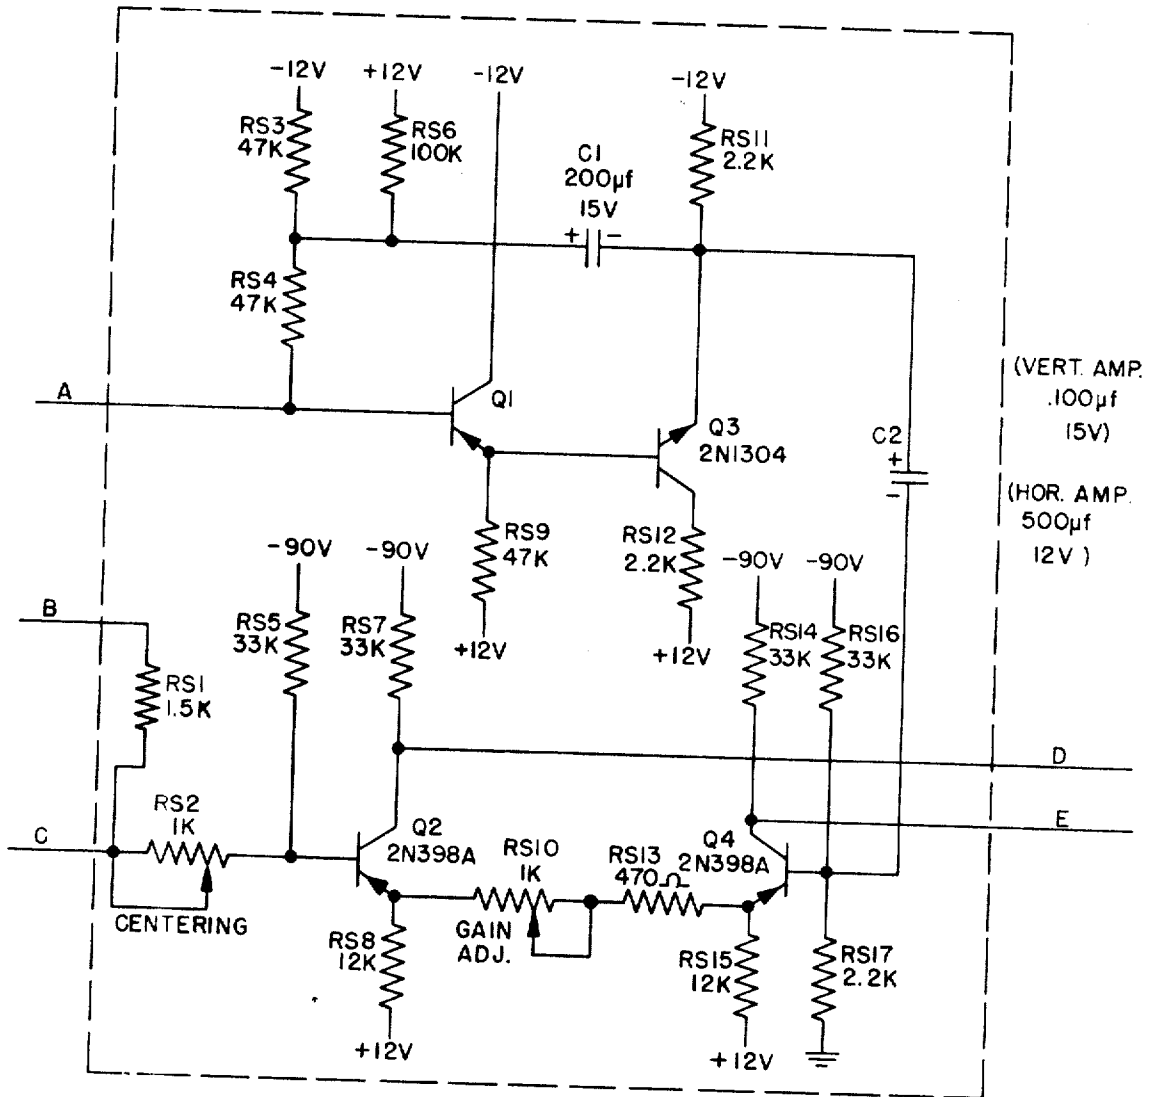 -12V
+12V
-12V
-12V
RS3
47K
RS6
100K
C1
200µf
15V
+
-
RS11
2.2K
RS4
47K
A
Q1
Q3
2N1304
C2
+
-
(VERT. AMP.
.100µf
15V)
(HOR. AMP.
500µf
12V )
RS9
47K
+12V
RS12
2.2K
+12V
-90V
-90V
-90V
-90V
RS5
33K
RS7
33K
RS14
33K
RS16
33K
B
RS1
1.5K
D
E
C
RS2
1K
CENTERING
Q2
2N398A
RS10
1K
GAIN
ADJ.
RS13
470Ω
Q4
2N398A
RS8
12K
+12V
RS15
12K
+12V
RS17
2.2K